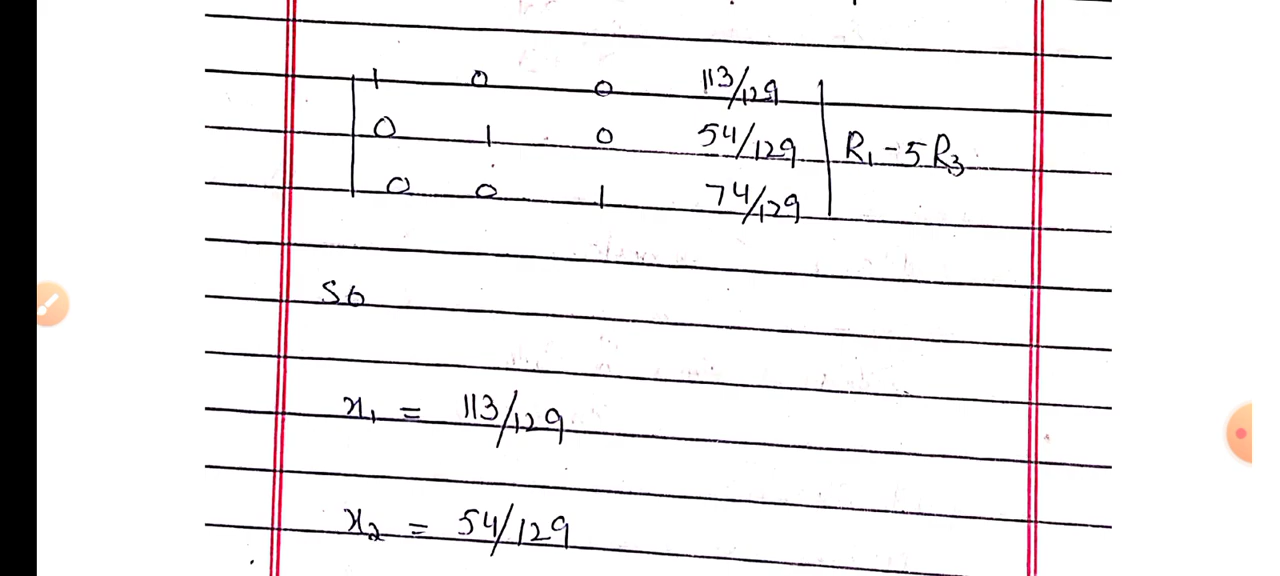 1 0 0 113/129
0 1 0 54/129 R₁-5R₃
0 0 1 74/129
SO
x₁ = 113/129
x₂ = 54/129